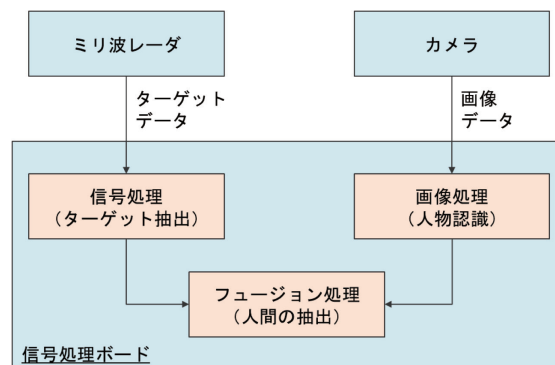 ミリ波レーダ
カメラ
ターゲット
データ
画像
データ
信号処理
(ターゲット抽出)
画像処理
(人物認識)
フュージョン処理
(人間の抽出)
信号処理ボード